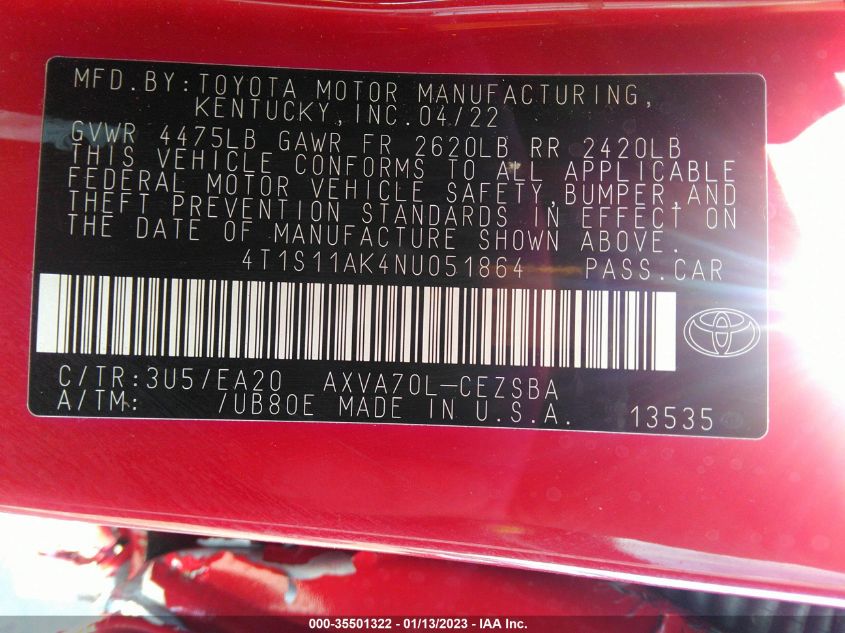 MFD.BY:TOYOTA MOTOR MANUFACTURING,
KENTUCKY,INC.04/22
GVWR 4475LB GAWR FR 2620LB RR 2420LB
THIS VEHICLE CONFORMS TO ALL APPLICABLE
FEDERAL MOTOR VEHICLE SAFETY,BUMPER,AND
THEFT PREVENTION STANDARDS IN EFFECT ON
THE DATE OF MANUFACTURE SHOWN ABOVE.
4T1S11AK4NU051864 PASS.CAR
C/TR:3U5/EA20 AXVA70L-CEZSBA
A/TM: /UB80E MADE IN U.S.A. 13535
000-35501322 - 01/13/2023 - IAA Inc.